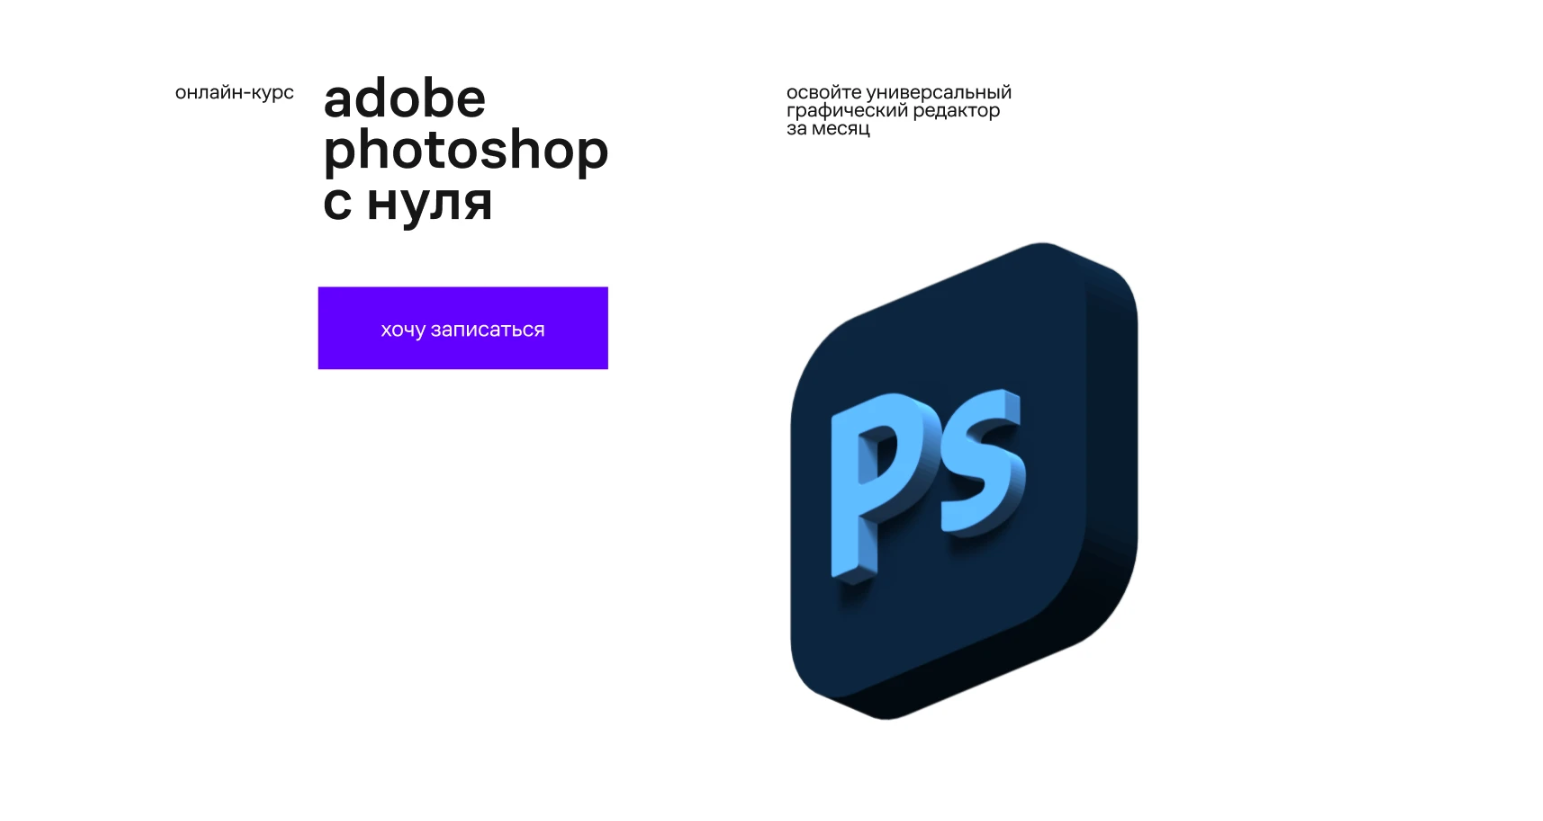 онлайн-курс
adobe
photoshop
с нуля
освойте универсальный
графический редактор
за месяц
хочу записаться
Ps